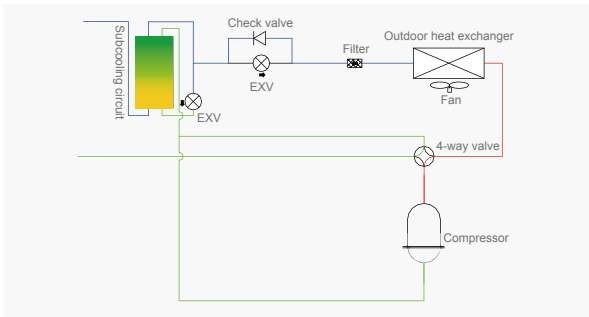 Check valve
Outdoor heat exchanger
Filter
Subcooling circuit
EXV
Fan
EXV
4-way valve
Compressor